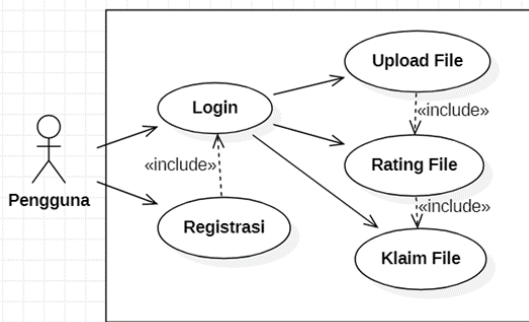 Upload File
Login
«include»
Rating File
«include»
Pengguna
Registrasi
«include»
Klaim File